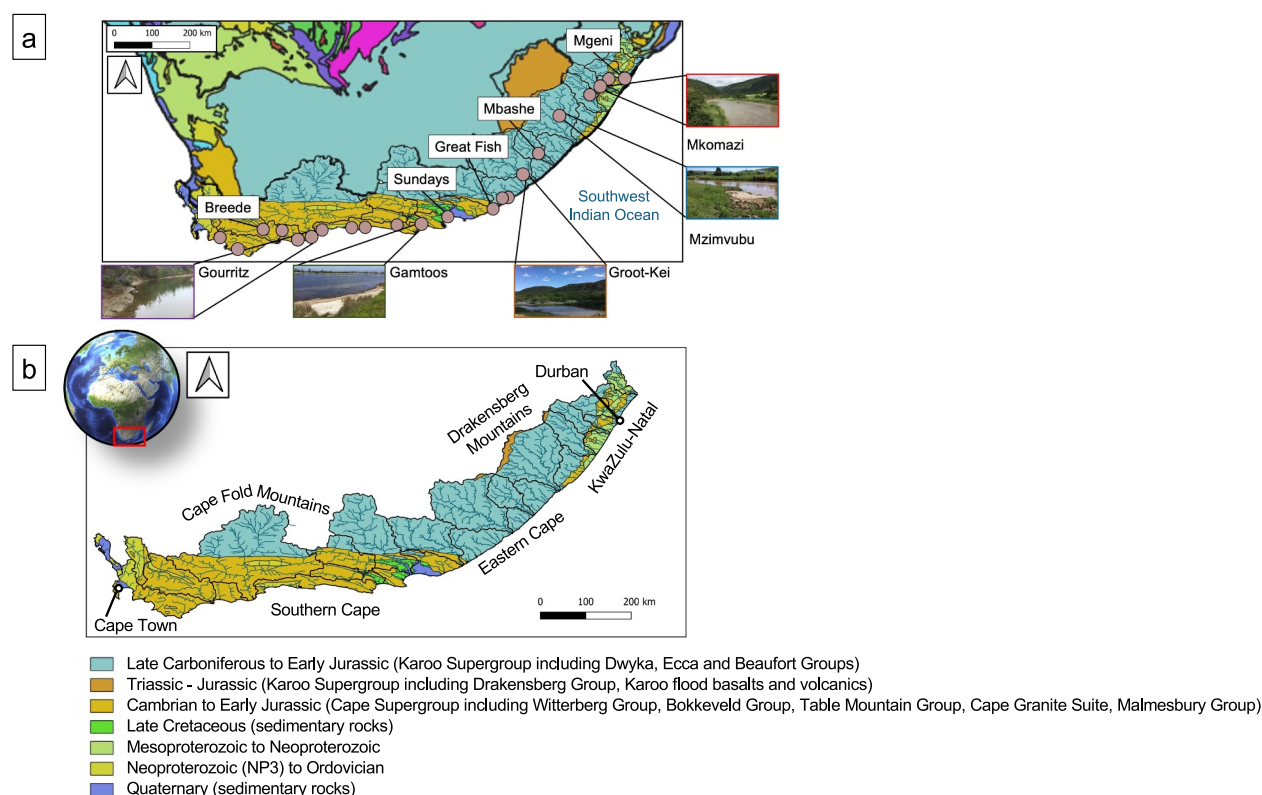 a
0 100 200 km
Mgeni
Mbashe
Great Fish
Sundays
Breede
Southwest
Indian Ocean
Mkomazi
Mzimvubu
Gourritz
Gamtoos
Groot-Kei
b
Durban
Drakensberg
Mountains
KwaZulu-Natal
Cape Fold Mountains
Eastern Cape
Southern Cape
Cape Town
0 100 200 km
Late Carboniferous to Early Jurassic (Karoo Supergroup including Dwyka, Ecca and Beaufort Groups)
Triassic - Jurassic (Karoo Supergroup including Drakensberg Group, Karoo flood basalts and volcanics)
Cambrian to Early Jurassic (Cape Supergroup including Witterberg Group, Bokkeveld Group, Table Mountain Group, Cape Granite Suite, Malmesbury Group)
Late Cretaceous (sedimentary rocks)
Mesoproterozoic to Neoproterozoic
Neoproterozoic (NP3) to Ordovician
Quaternary (sedimentary rocks)